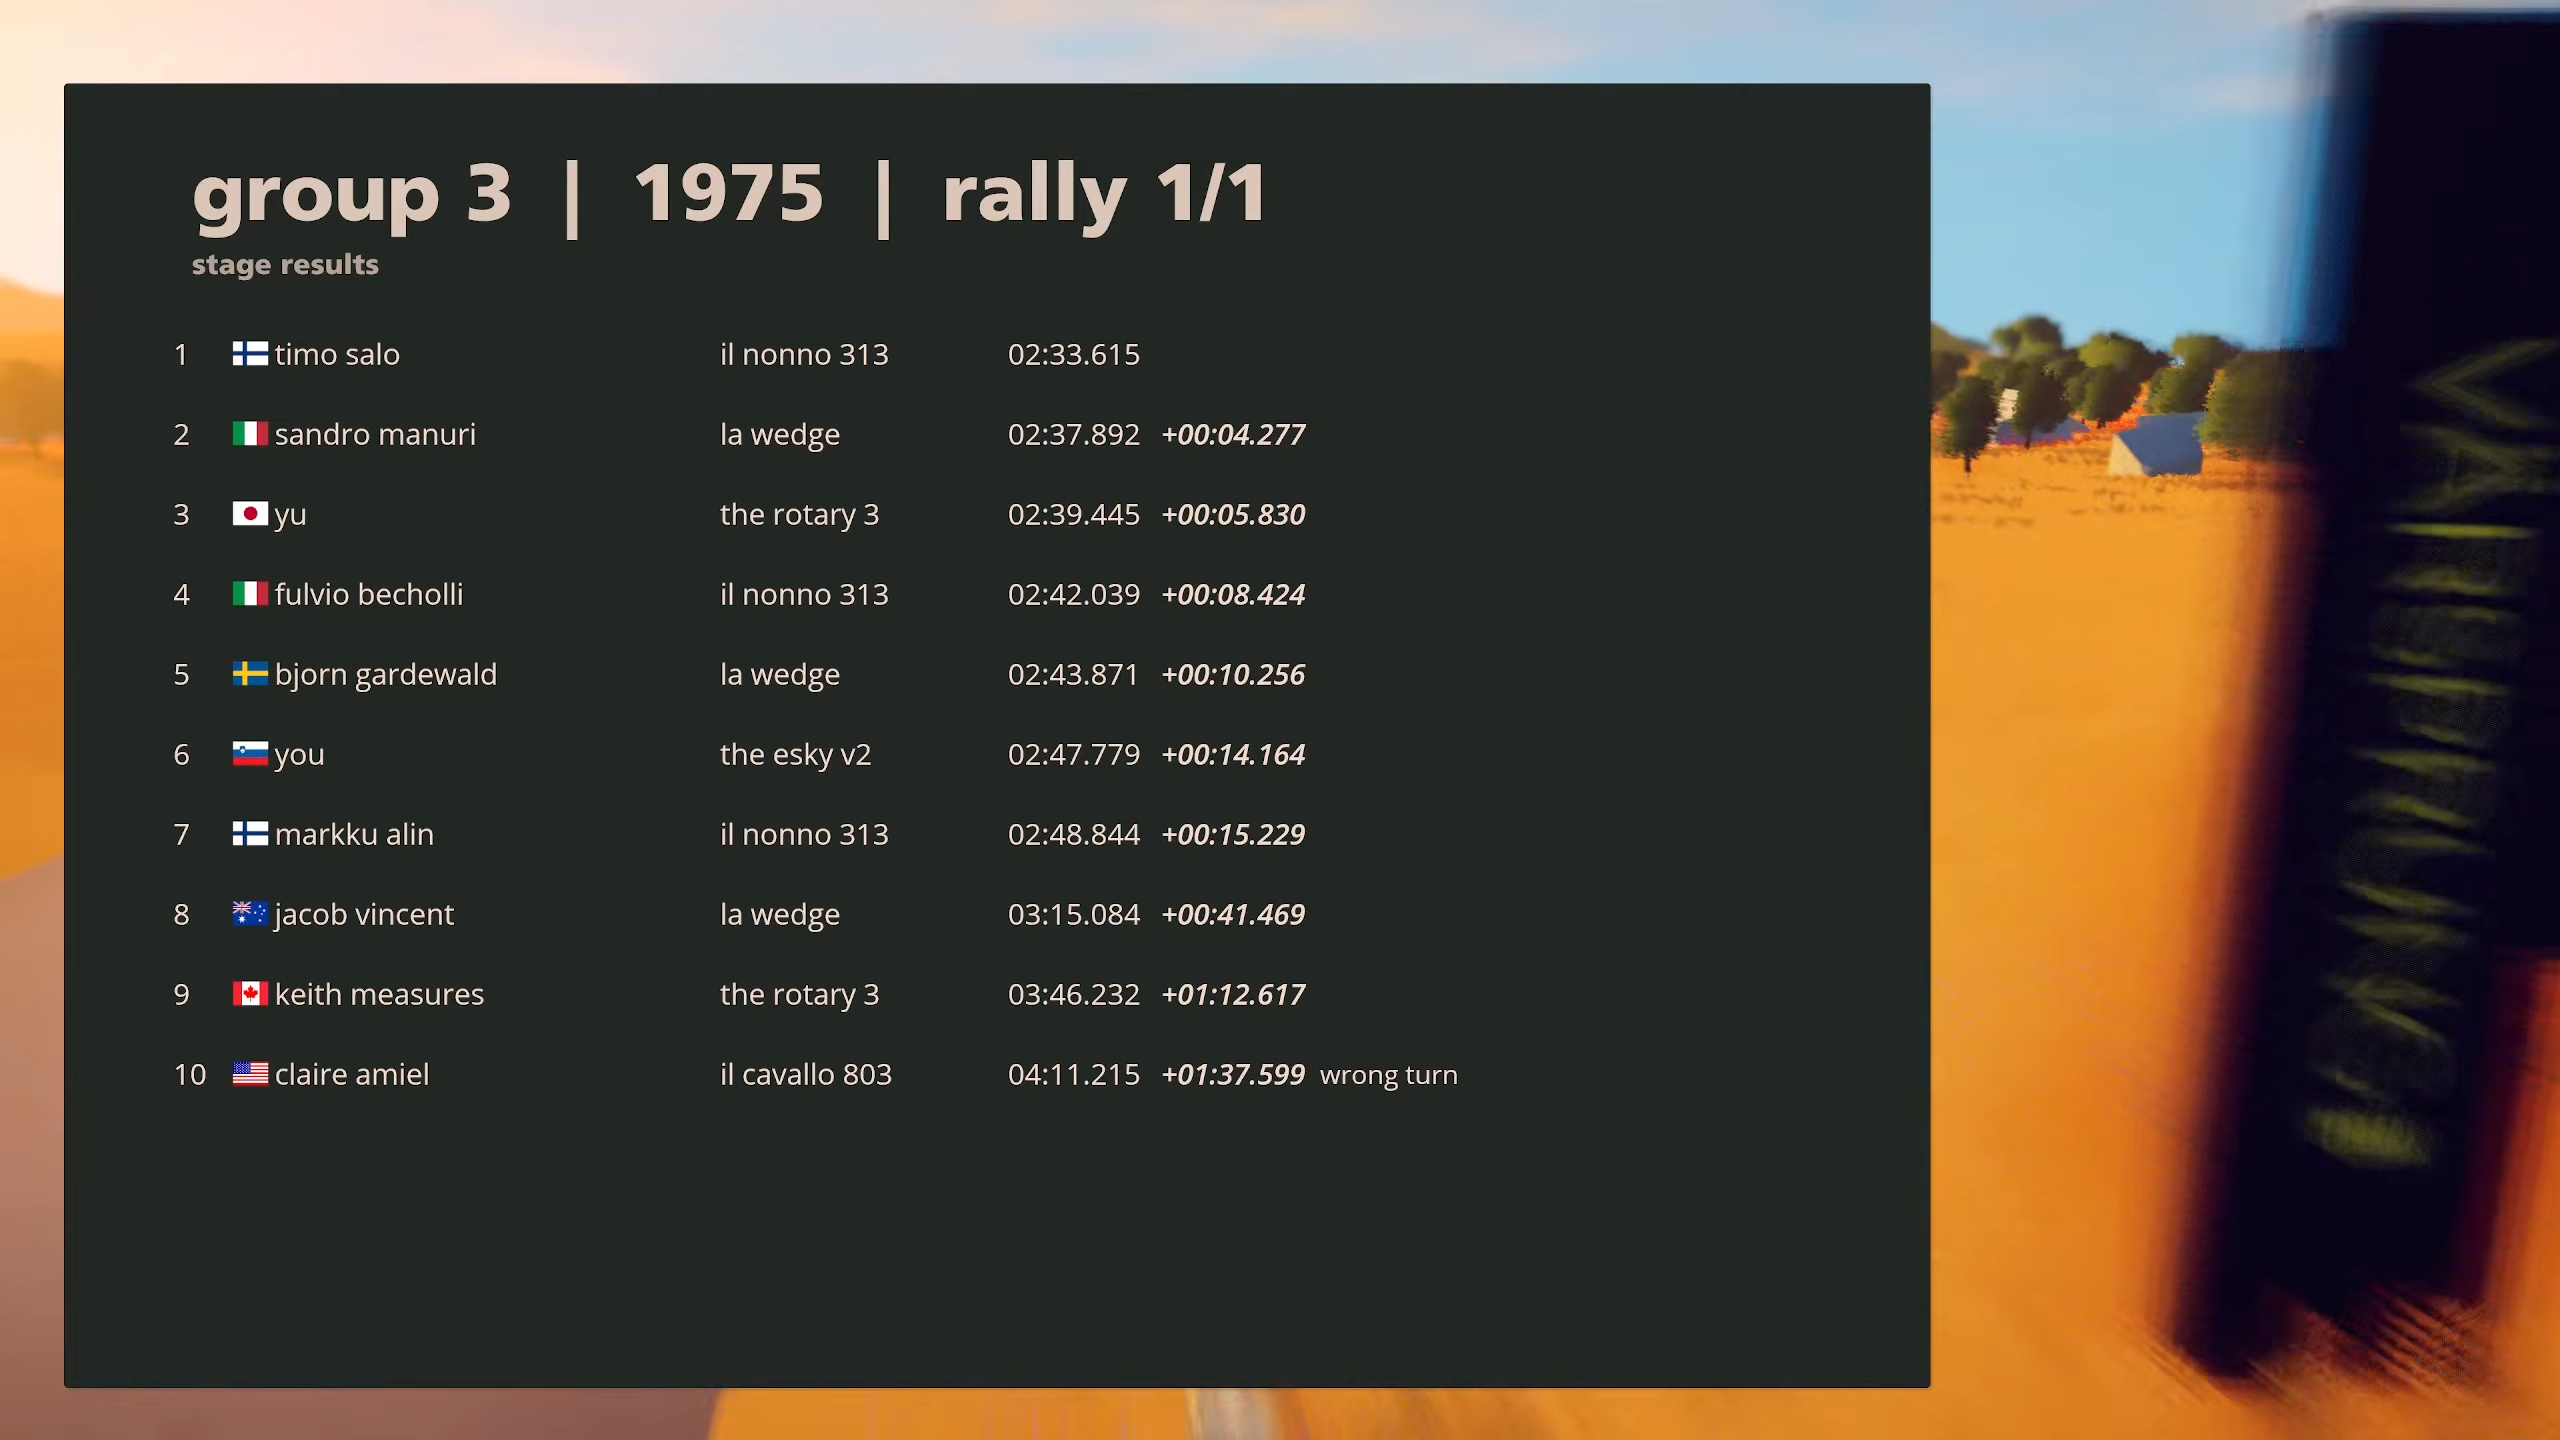 group 3 | 1975 | rally 1/1
stage results
1 timo salo il nonno 313 02:33.615
2 sandro manuri la wedge 02:37.892 +00:04.277
3 yu the rotary 3 02:39.445 +00:05.830
4 fulvio becholli il nonno 313 02:42.039 +00:08.424
5 bjorn gardewald la wedge 02:43.871 +00:10.256
6 you the esky v2 02:47.779 +00:14.164
7 markku alin il nonno 313 02:48.844 +00:15.229
8 jacob vincent la wedge 03:15.084 +00:41.469
9 keith measures the rotary 3 03:46.232 +01:12.617
10 claire amiel il cavallo 803 04:11.215 +01:37.599 wrong turn